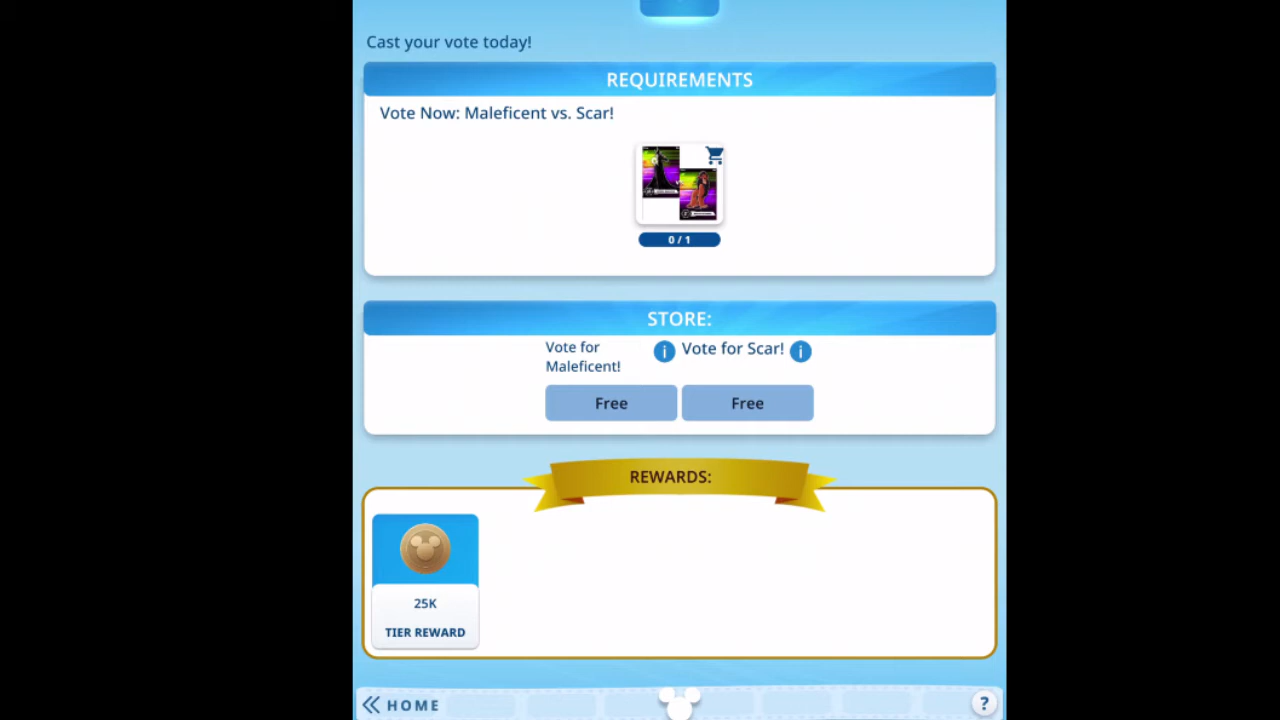 Cast your vote today!
REQUIREMENTS
Vote Now: Maleficent vs. Scar!
0 / 1
STORE:
Vote for
Maleficent!
i
Vote for Scar!
i
Free
Free
REWARDS:
25K
TIER REWARD
HOME
?